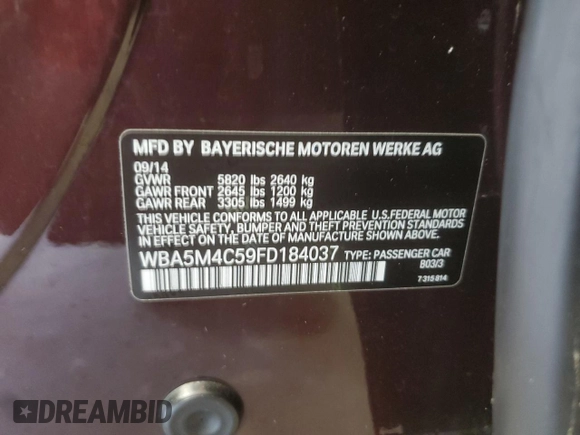 MFD BY BAYERISCHE MOTOREN WERKE AG
09/14
GVWR 5820 lbs 2640 kg
GAWR FRONT 2645 lbs 1200 kg
GAWR REAR 3305 lbs 1499 kg
THIS VEHICLE CONFORMS TO ALL APPLICABLE U.S.FEDERAL MOTOR
VEHICLE SAFETY, BUMPER AND THEFT PREVENTION STANDARDS
IN EFFECT ON THE DATE OF MANUFACTURE SHOWN ABOVE.
WBA5M4C59FD184037 TYPE: PASSENGER CAR
B03/3
7 315 814
DREAMBID